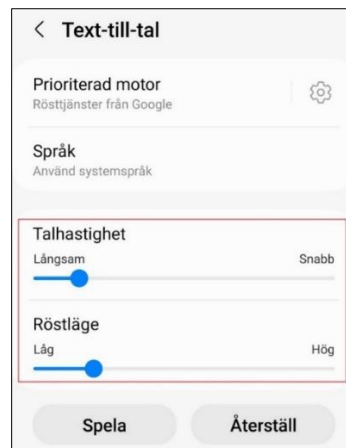 Text-till-tal
Prioriterad motor
Rösttjänster från Google
Språk
Använd systemspråk
Talhastighet
Långsam Snabb
Röstläge
Låg Hög
Spela Återställ